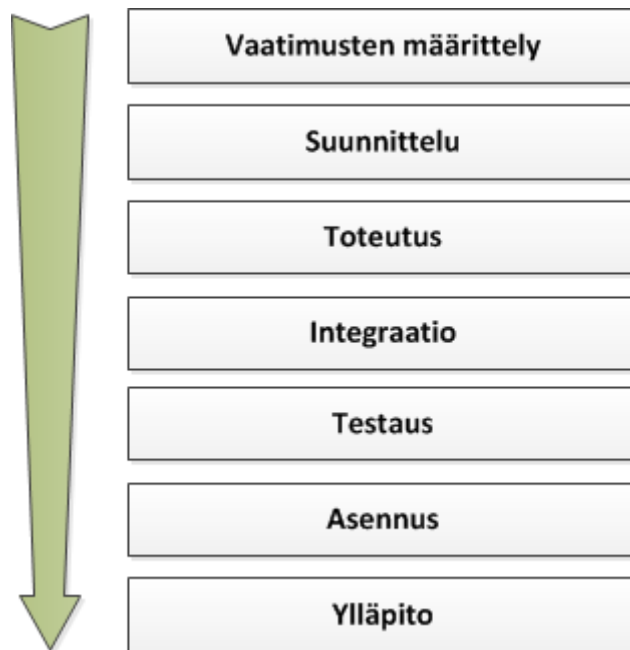 Vaatimusten määrittely
Suunnittelu
Toteutus
Integraatio
Testaus
Asennus
Ylläpito